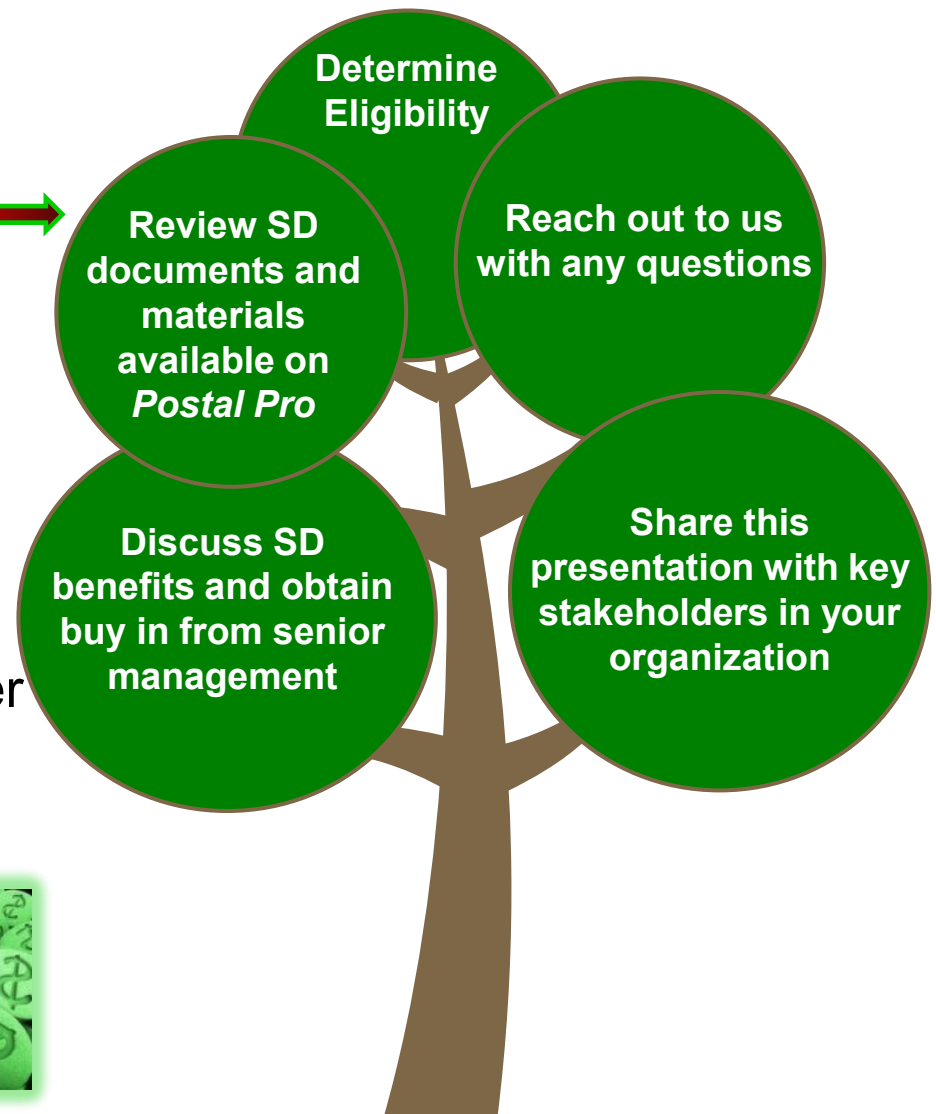 Determine
Eligibility
Review SD
documents and
materials
available on
Postal Pro
Reach out to us
with any questions
Discuss SD
benefits and obtain
buy in from senior
management
Share this
presentation with key
stakeholders in your
organization
er